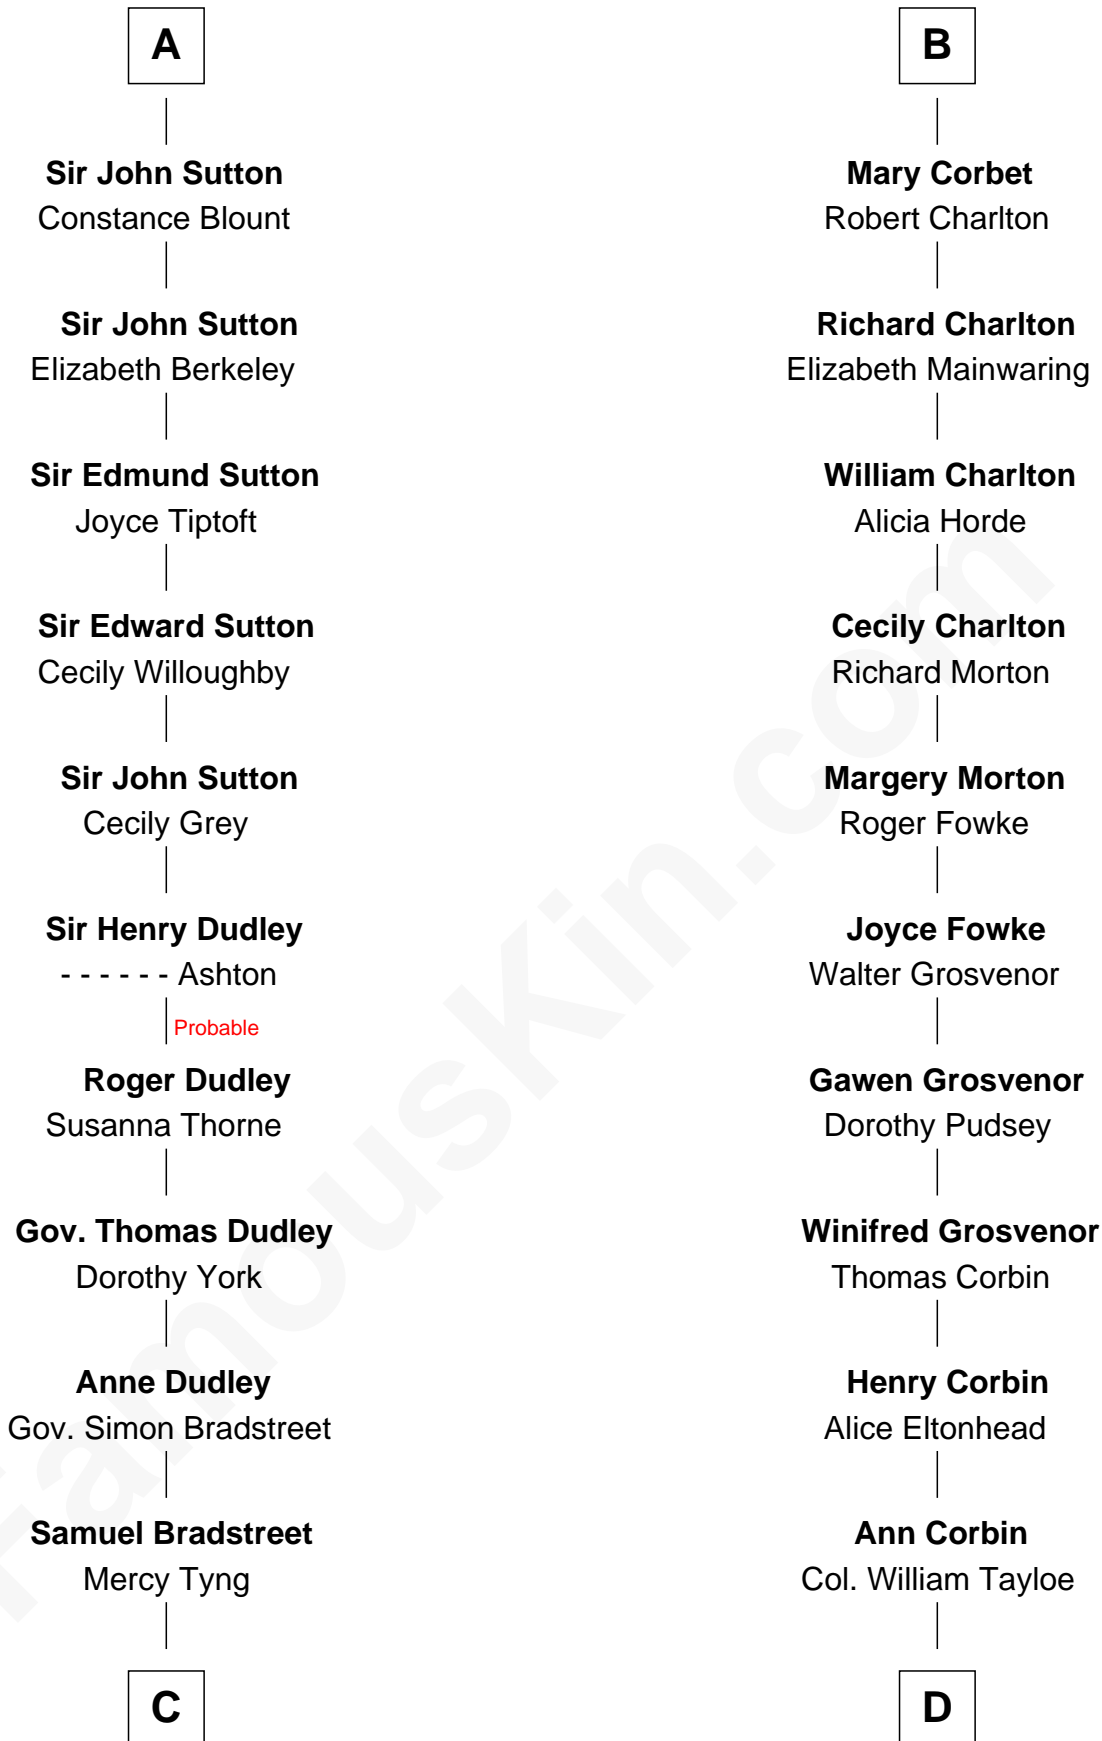 A
Sir John Sutton
Constance Blount
Sir John Sutton
Elizabeth Berkeley
Sir Edmund Sutton
Joyce Tiptoft
Sir Edward Sutton
Cecily Willoughby
Sir John Sutton
Cecily Grey
Sir Henry Dudley
- - - - - - Ashton
Probable
Roger Dudley
Susanna Thorne
Gov. Thomas Dudley
Dorothy York
Anne Dudley
Gov. Simon Bradstreet
Samuel Bradstreet
Mercy Tyng
C
B
Mary Corbet
Robert Charlton
Richard Charlton
Elizabeth Mainwaring
William Charlton
Alicia Horde
Cecily Charlton
Richard Morton
Margery Morton
Roger Fowke
Joyce Fowke
Walter Grosvenor
Gawen Grosvenor
Dorothy Pudsey
Winifred Grosvenor
Thomas Corbin
Henry Corbin
Alice Eltonhead
Ann Corbin
Col. William Tayloe
D
FamousKin.com